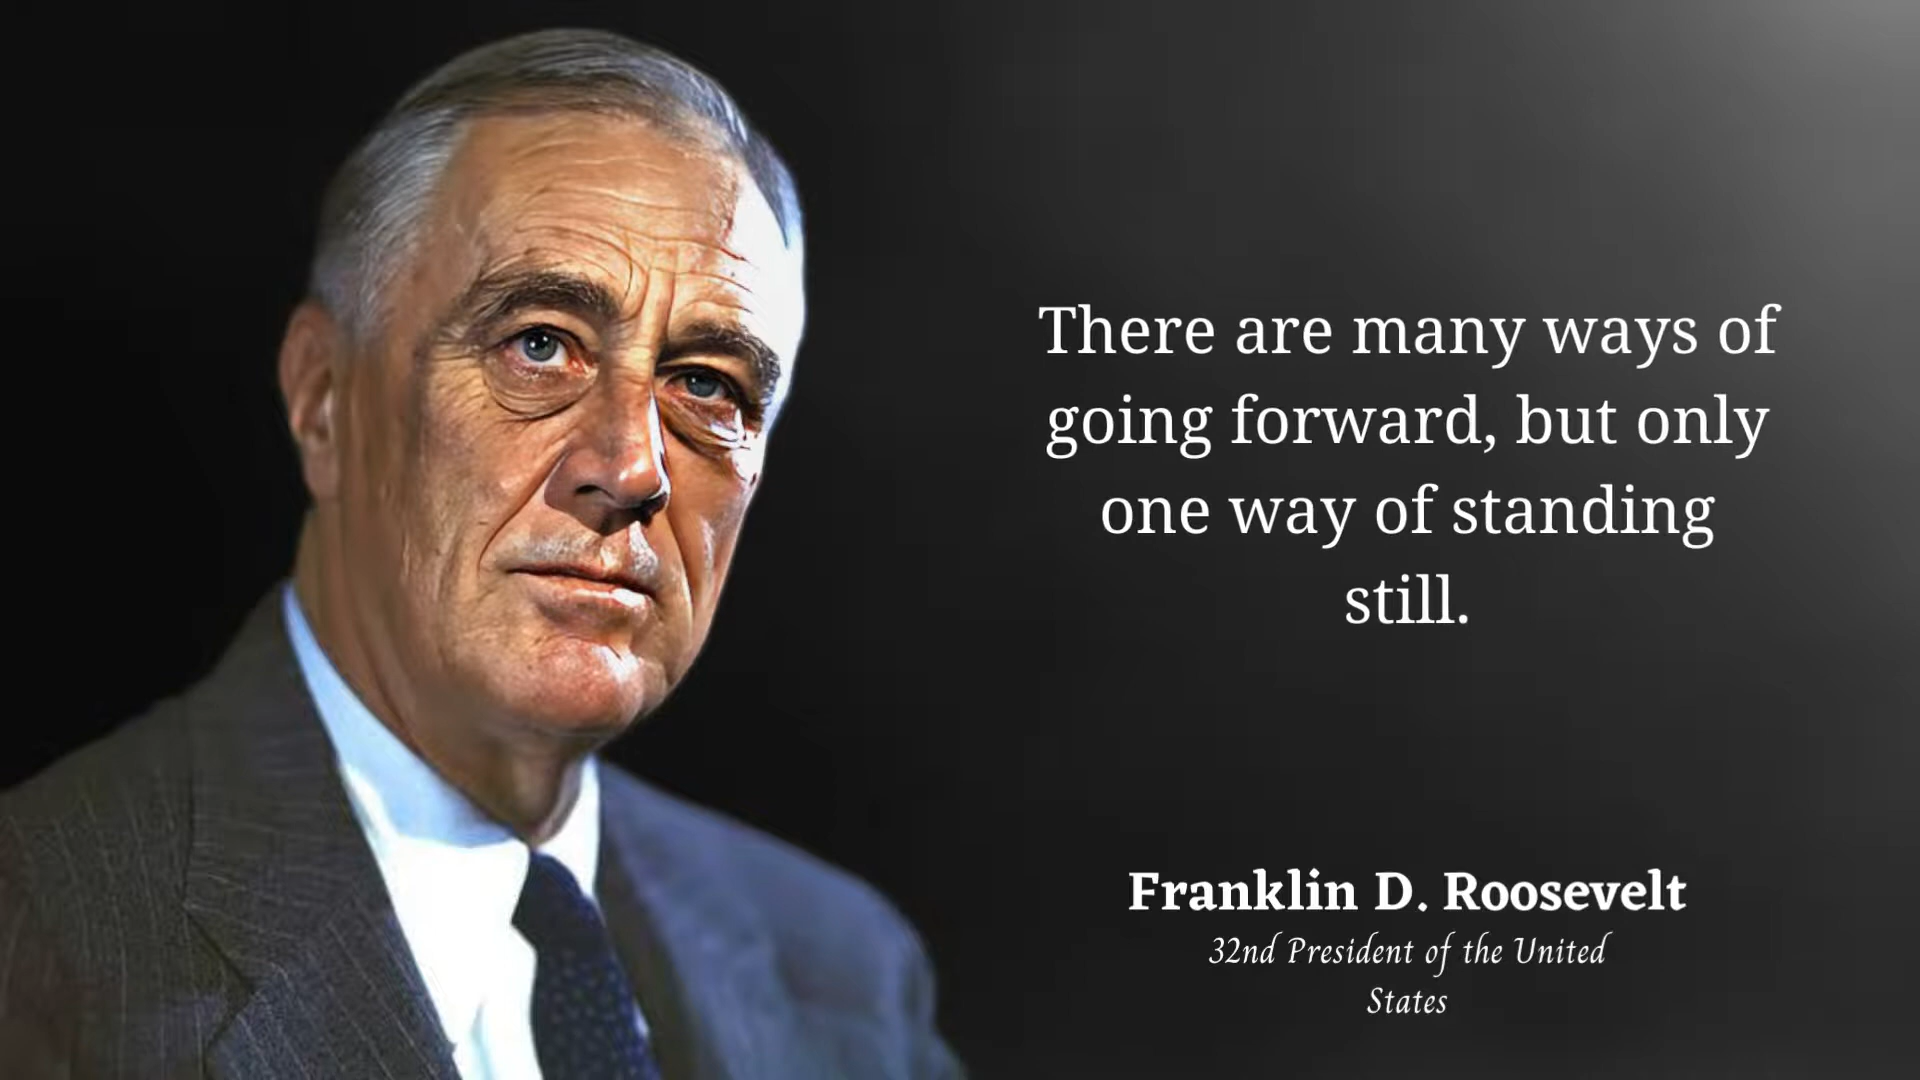 There are many ways of
going forward, but only
one way of standing
still.
Franklin D. Roosevelt
32nd President of the United
States